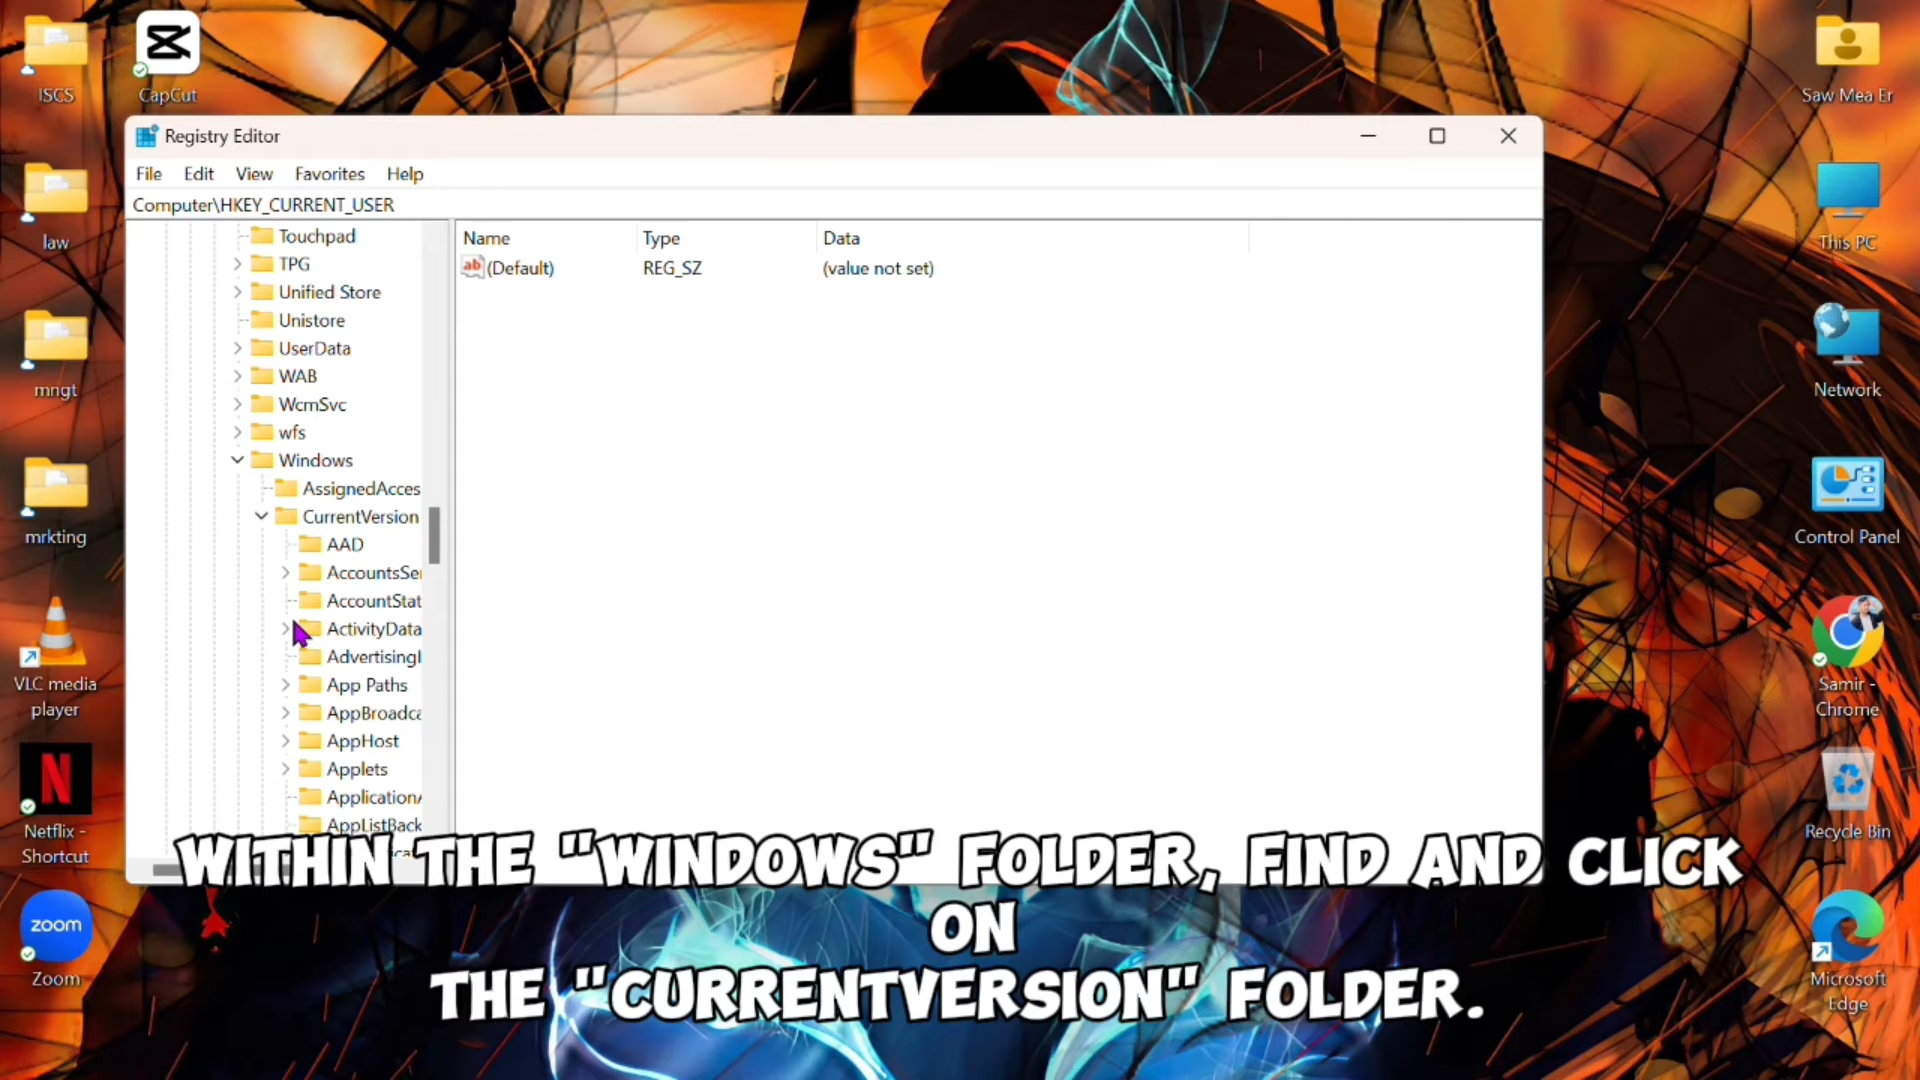 ISCS
CapCut
Saw Mea Er
law
mngt
mrkting
VLC media
player
Netflix -
Shortcut
zoom
Zoom
Registry Editor
File Edit View Favorites Help
Computer\HKEY_CURRENT_USER
Touchpad
TPG
Unified Store
Unistore
UserData
WAB
WcmSvc
wfs
Windows
AssignedAcces
CurrentVersion
AAD
AccountsSe
AccountStat
ActivityData
AdvertisingI
App Paths
AppBroadca
AppHost
Applets
Application
AppListBack
Name Type Data
ab (Default) REG_SZ (value not set)
This PC
Network
Control Panel
Samir -
Chrome
Recycle Bin
Microsoft
Edge
WITHIN THE "WINDOWS" FOLDER, FIND AND CLICK
ON
THE "CURRENTVERSION" FOLDER.